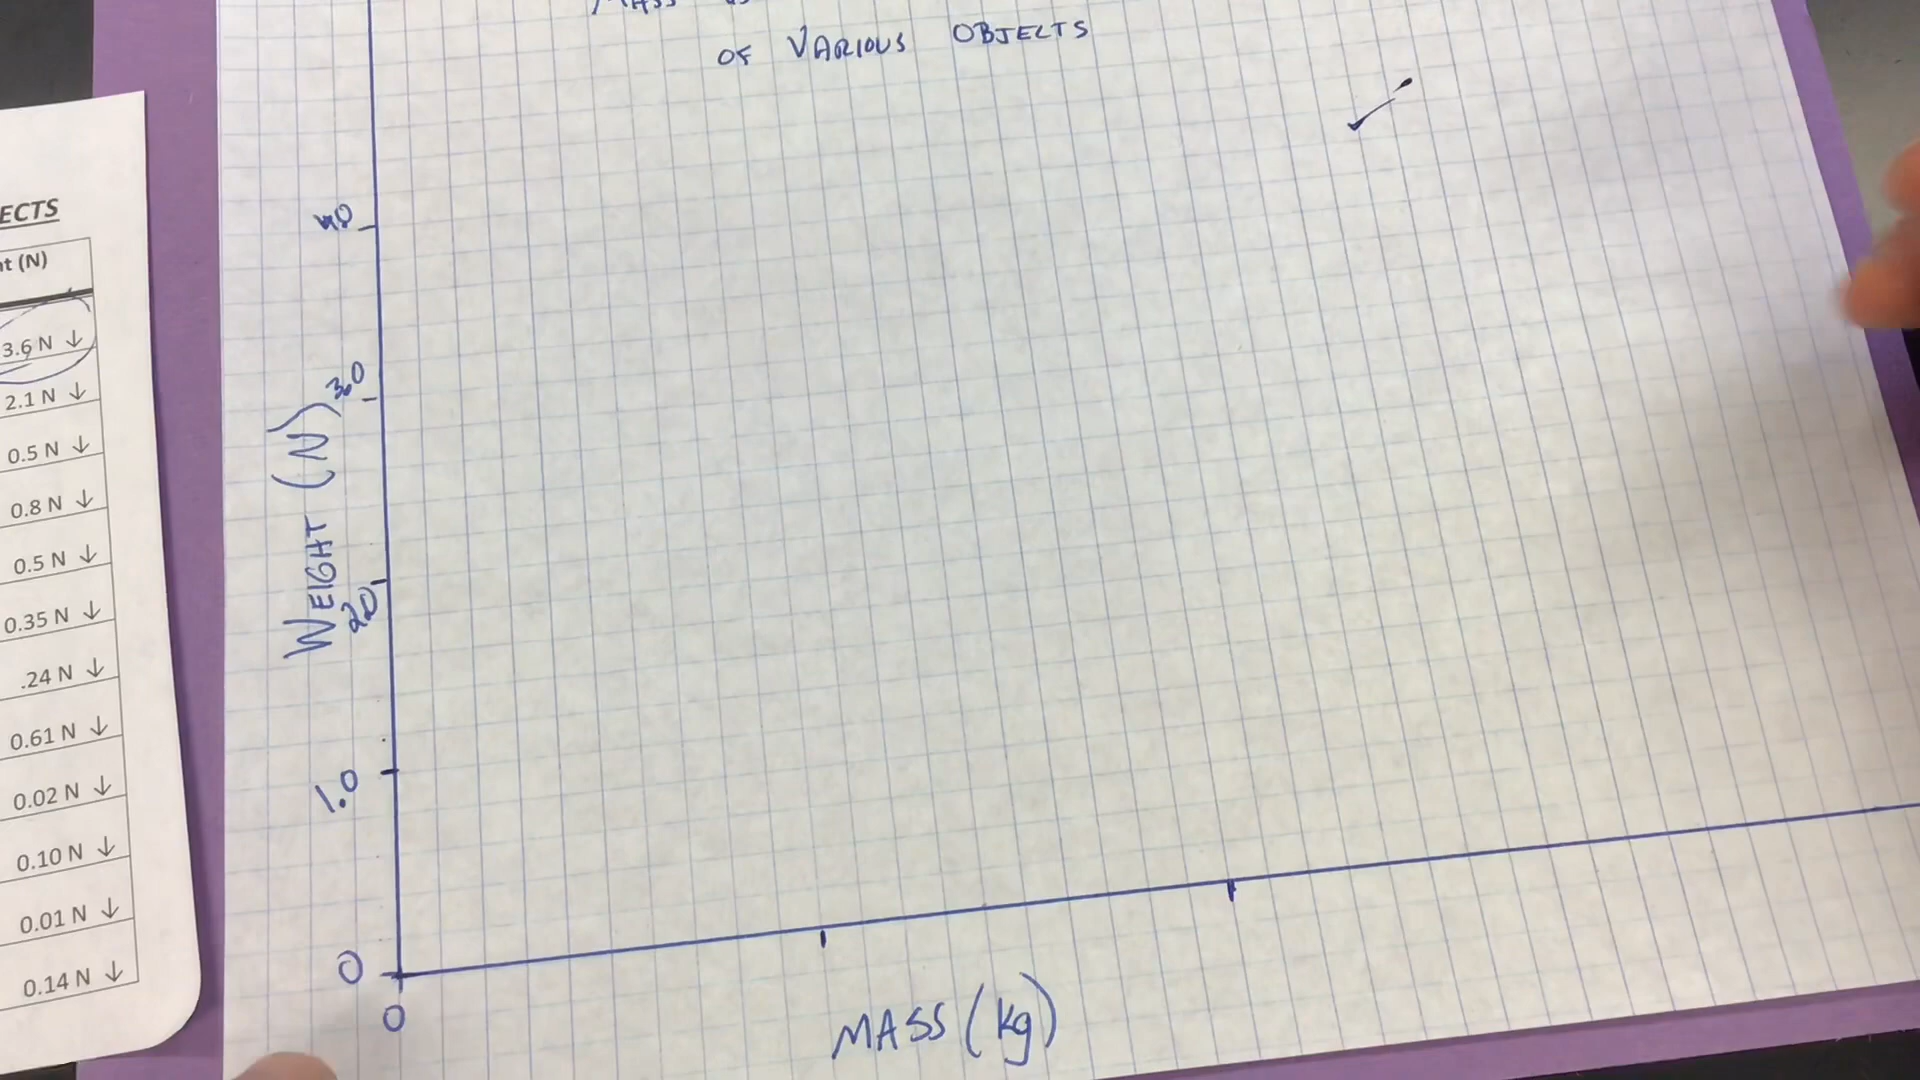 MASS
OF VARIOUS OBJECTS
ECTS
t (N)
3.6 N ↓
2.1 N ↓
0.5 N ↓
0.8 N ↓
0.5 N ↓
0.35 N ↓
.24 N ↓
0.61 N ↓
0.02 N ↓
0.10 N ↓
0.01 N ↓
0.14 N ↓
4.0
3.0
WEIGHT (N)
2.0
1.0
0
0
MASS (kg)